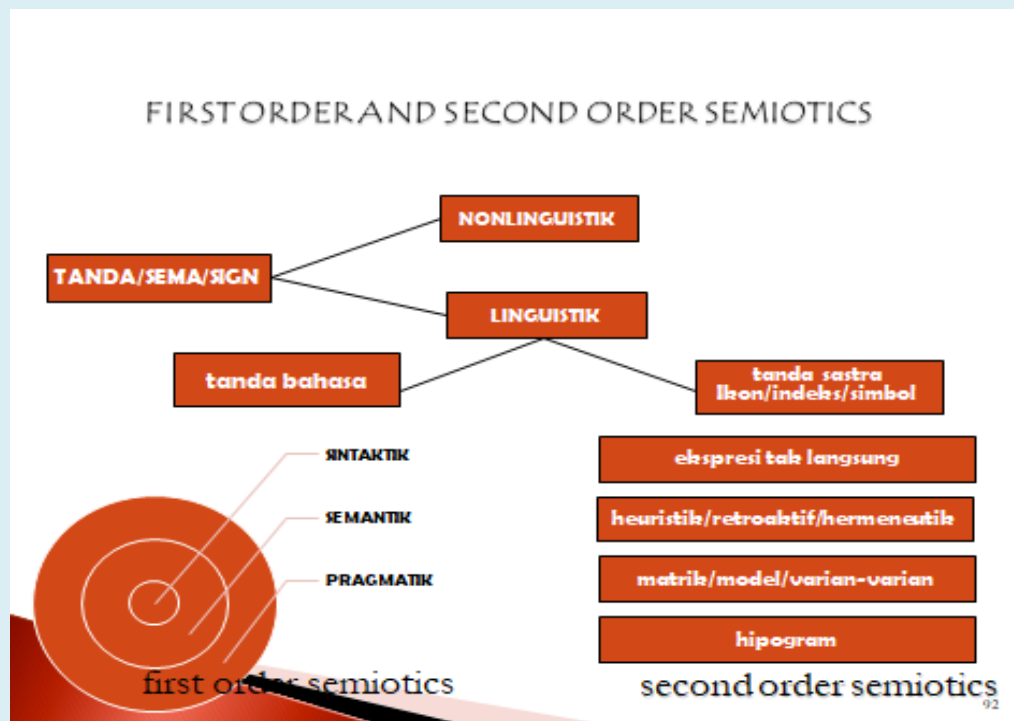 FIRST ORDER AND SECOND ORDER SEMIOTICS
NONLINGUISTIK
TANDA/SEMA/SIGN
LINGUISTIK
tanda bahasa
tanda sastra
Ikon/indeks/simbol
SINTAKTIK
SEMANTIK
PRAGMATIK
ekspresi tak langsung
heuristik/retroaktif/hermeneutik
matrik/model/varian-varian
hipogram
first order semiotics
second order semiotics
92